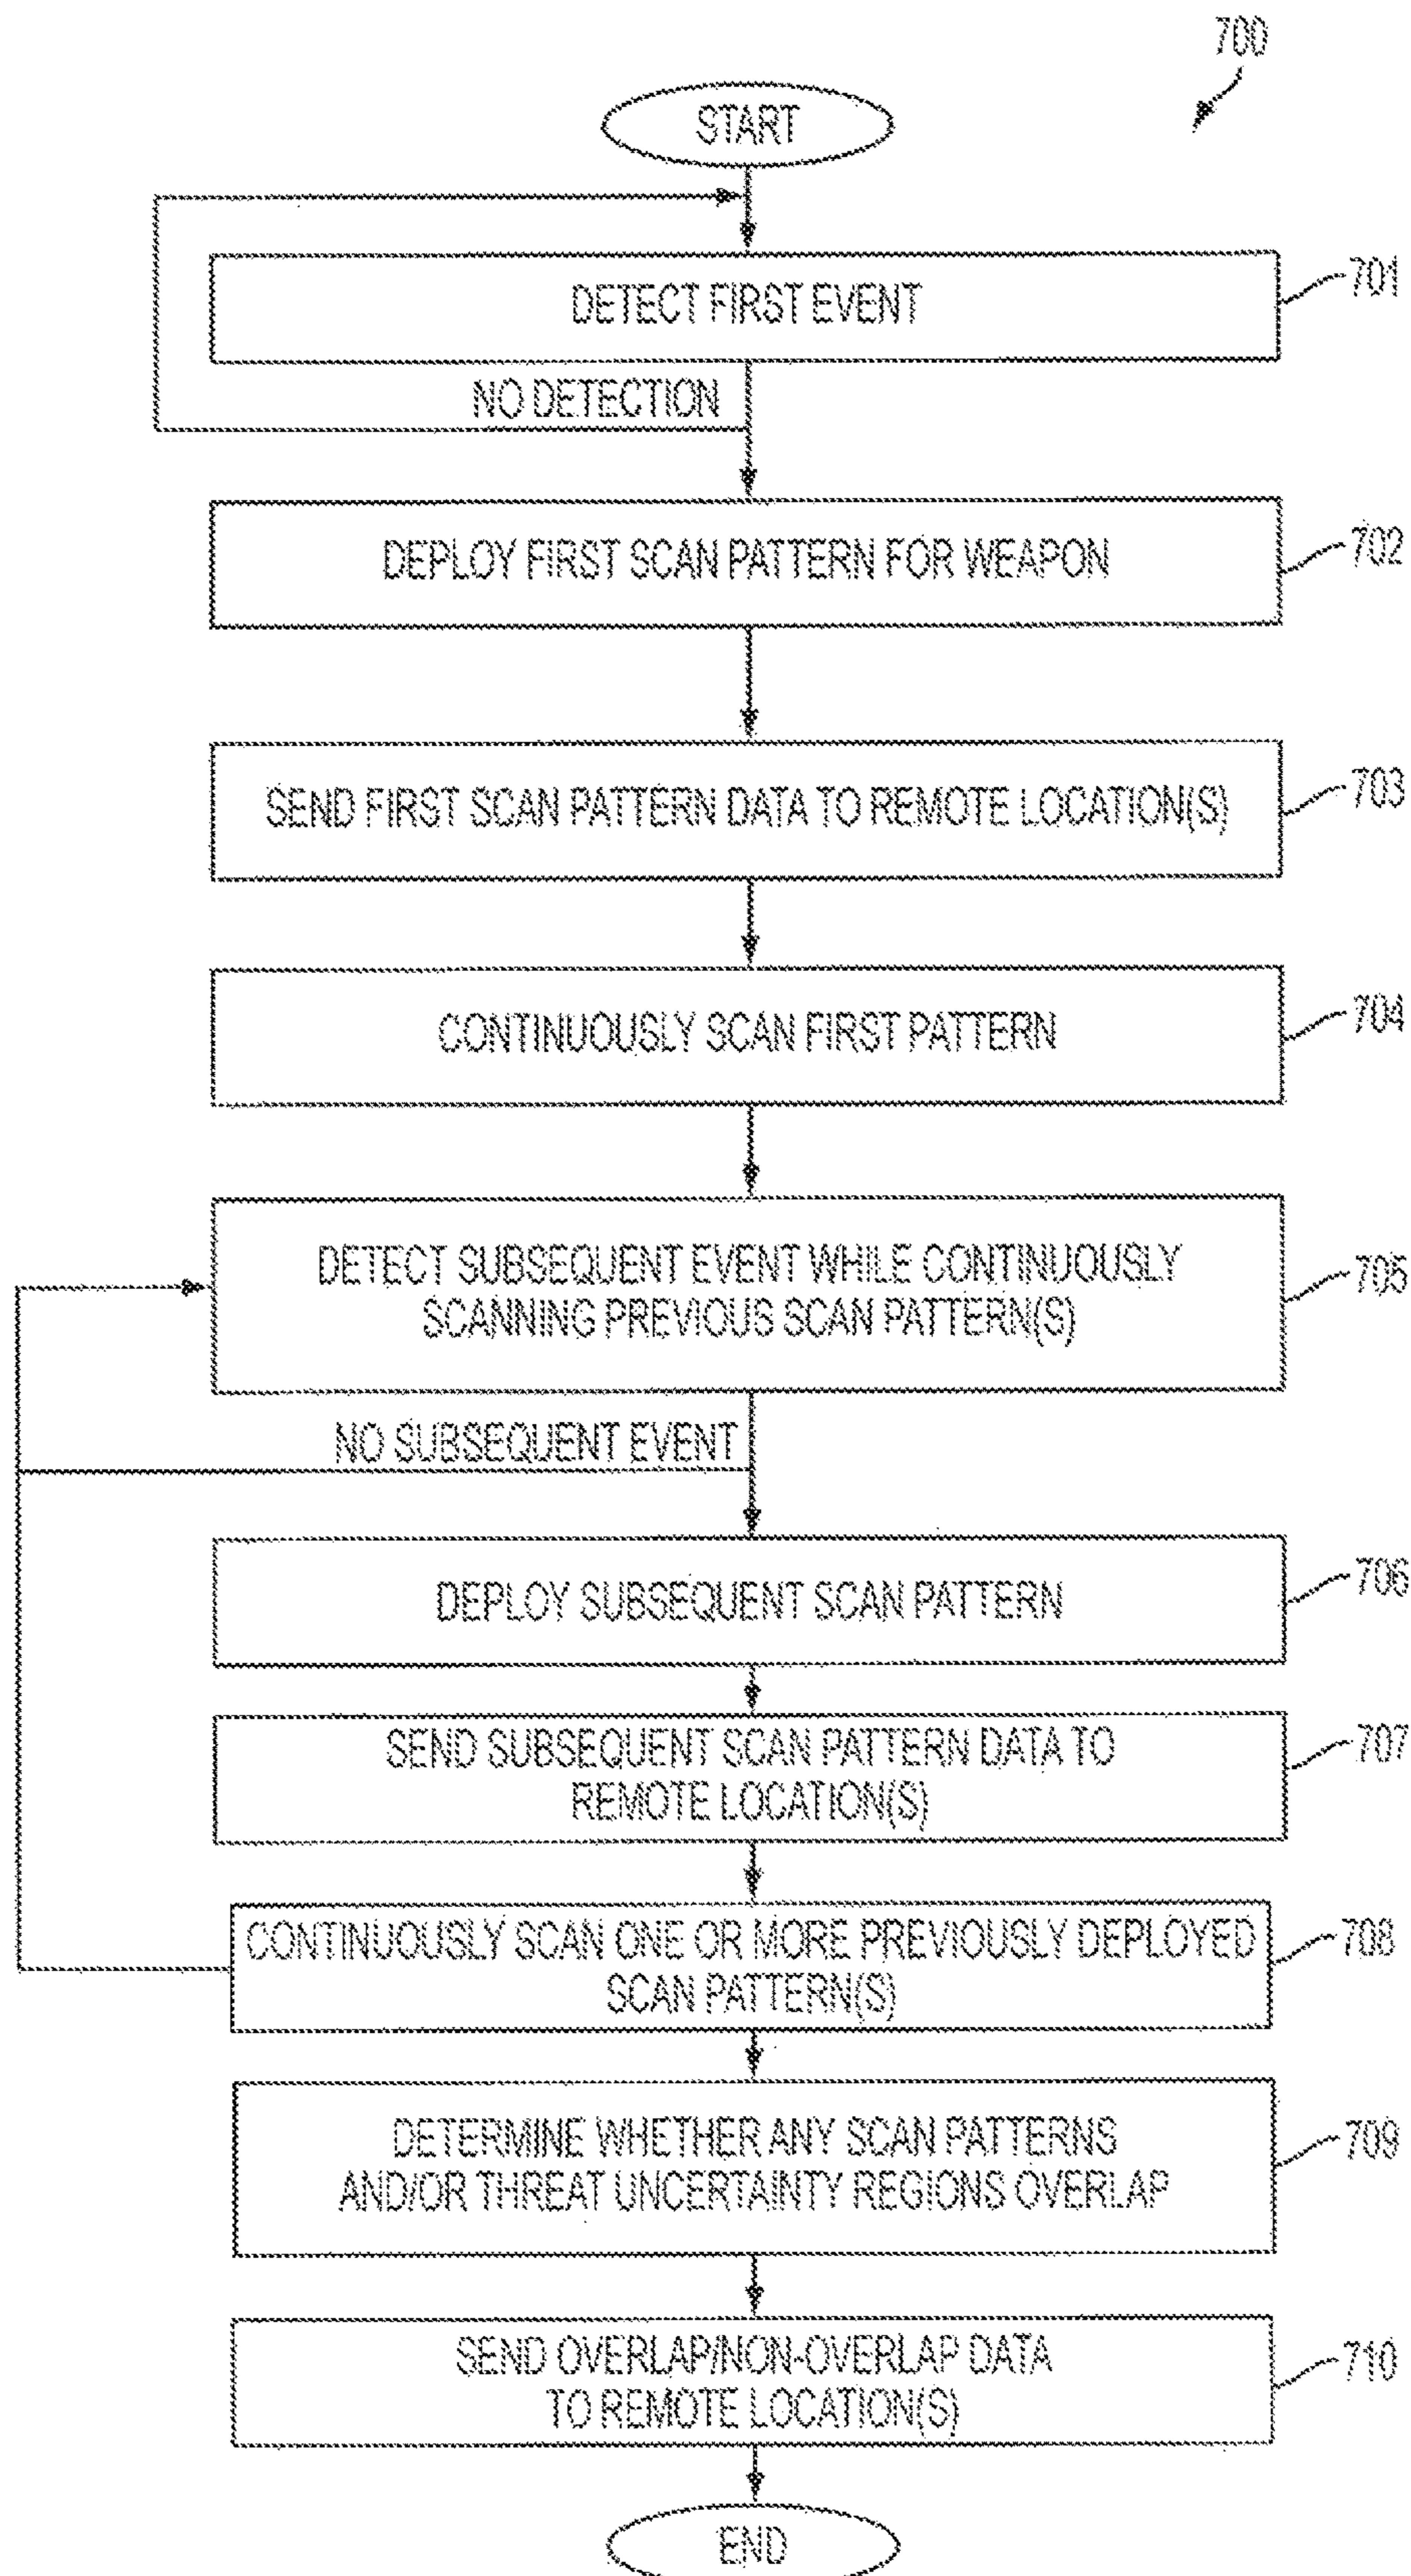 700
START
DETECT FIRST EVENT
701
NO DETECTION
DEPLOY FIRST SCAN PATTERN FOR WEAPON
702
SEND FIRST SCAN PATTERN DATA TO REMOTE LOCATION(S)
703
CONTINUOUSLY SCAN FIRST PATTERN
704
DETECT SUBSEQUENT EVENT WHILE CONTINUOUSLY
SCANNING PREVIOUS SCAN PATTERN(S)
705
NO SUBSEQUENT EVENT
DEPLOY SUBSEQUENT SCAN PATTERN
706
SEND SUBSEQUENT SCAN PATTERN DATA TO
REMOTE LOCATION(S)
707
CONTINUOUSLY SCAN ONE OR MORE PREVIOUSLY DEPLOYED
SCAN PATTERN(S)
708
DETERMINE WHETHER ANY SCAN PATTERNS
AND/OR THREAT UNCERTAINTY REGIONS OVERLAP
709
SEND OVERLAP/NON-OVERLAP DATA
TO REMOTE LOCATION(S)
710
END